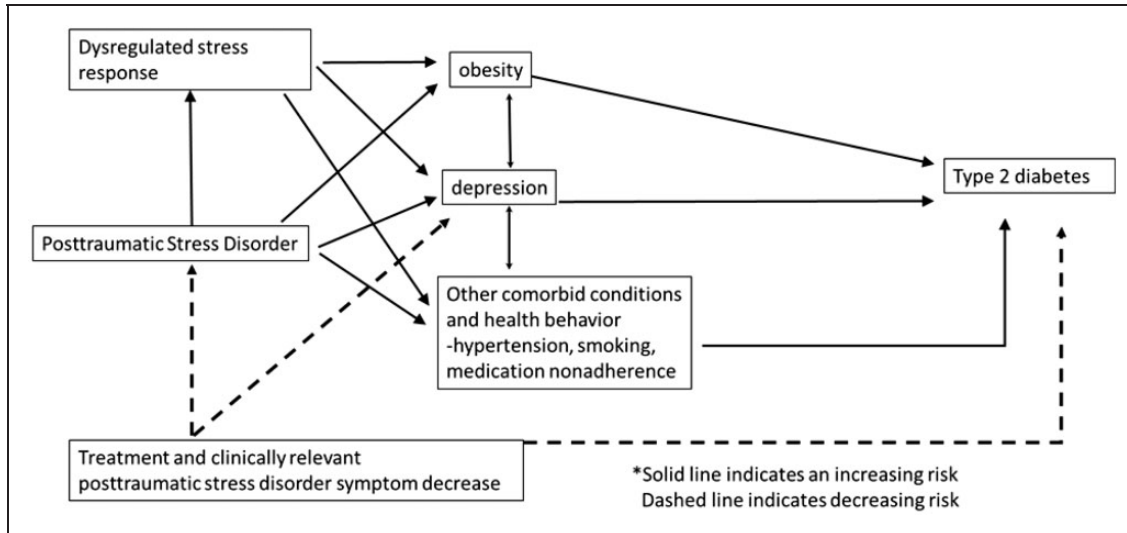 Dysregulated stress
response
obesity
depression
Type 2 diabetes
Posttraumatic Stress Disorder
Other comorbid conditions
and health behavior
-hypertension, smoking,
medication nonadherence
Treatment and clinically relevant
posttraumatic stress disorder symptom decrease
*Solid line indicates an increasing risk
Dashed line indicates decreasing risk